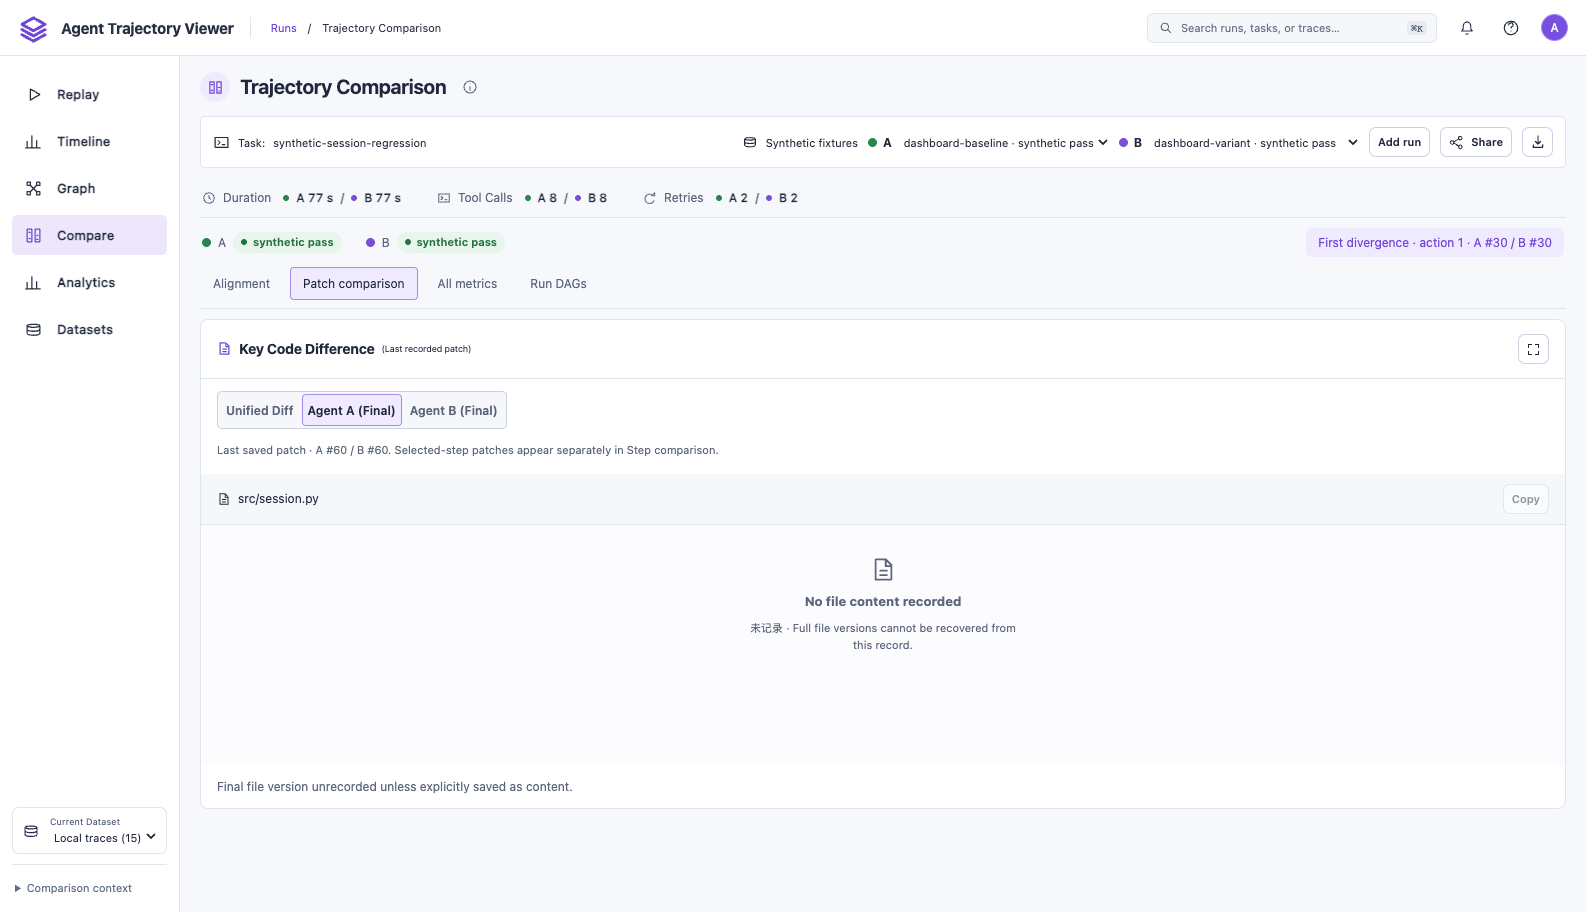 Agent Trajectory Viewer
Runs / Trajectory Comparison
Search runs, tasks, or traces...
⌘K
A
Replay
Timeline
Graph
Compare
Analytics
Datasets
Current Dataset
Local traces (15)
Comparison context
Trajectory Comparison
Task: synthetic-session-regression
Synthetic fixtures
A dashboard-baseline · synthetic pass
B dashboard-variant · synthetic pass
Add run
Share
Duration A 77 s / B 77 s
Tool Calls A 8 / B 8
Retries A 2 / B 2
A synthetic pass
B synthetic pass
First divergence · action 1 · A #30 / B #30
Alignment
Patch comparison
All metrics
Run DAGs
Key Code Difference (Last recorded patch)
Unified Diff
Agent A (Final)
Agent B (Final)
Last saved patch · A #60 / B #60. Selected-step patches appear separately in Step comparison.
src/session.py
Copy
No file content recorded
未记录 · Full file versions cannot be recovered from
this record.
Final file version unrecorded unless explicitly saved as content.